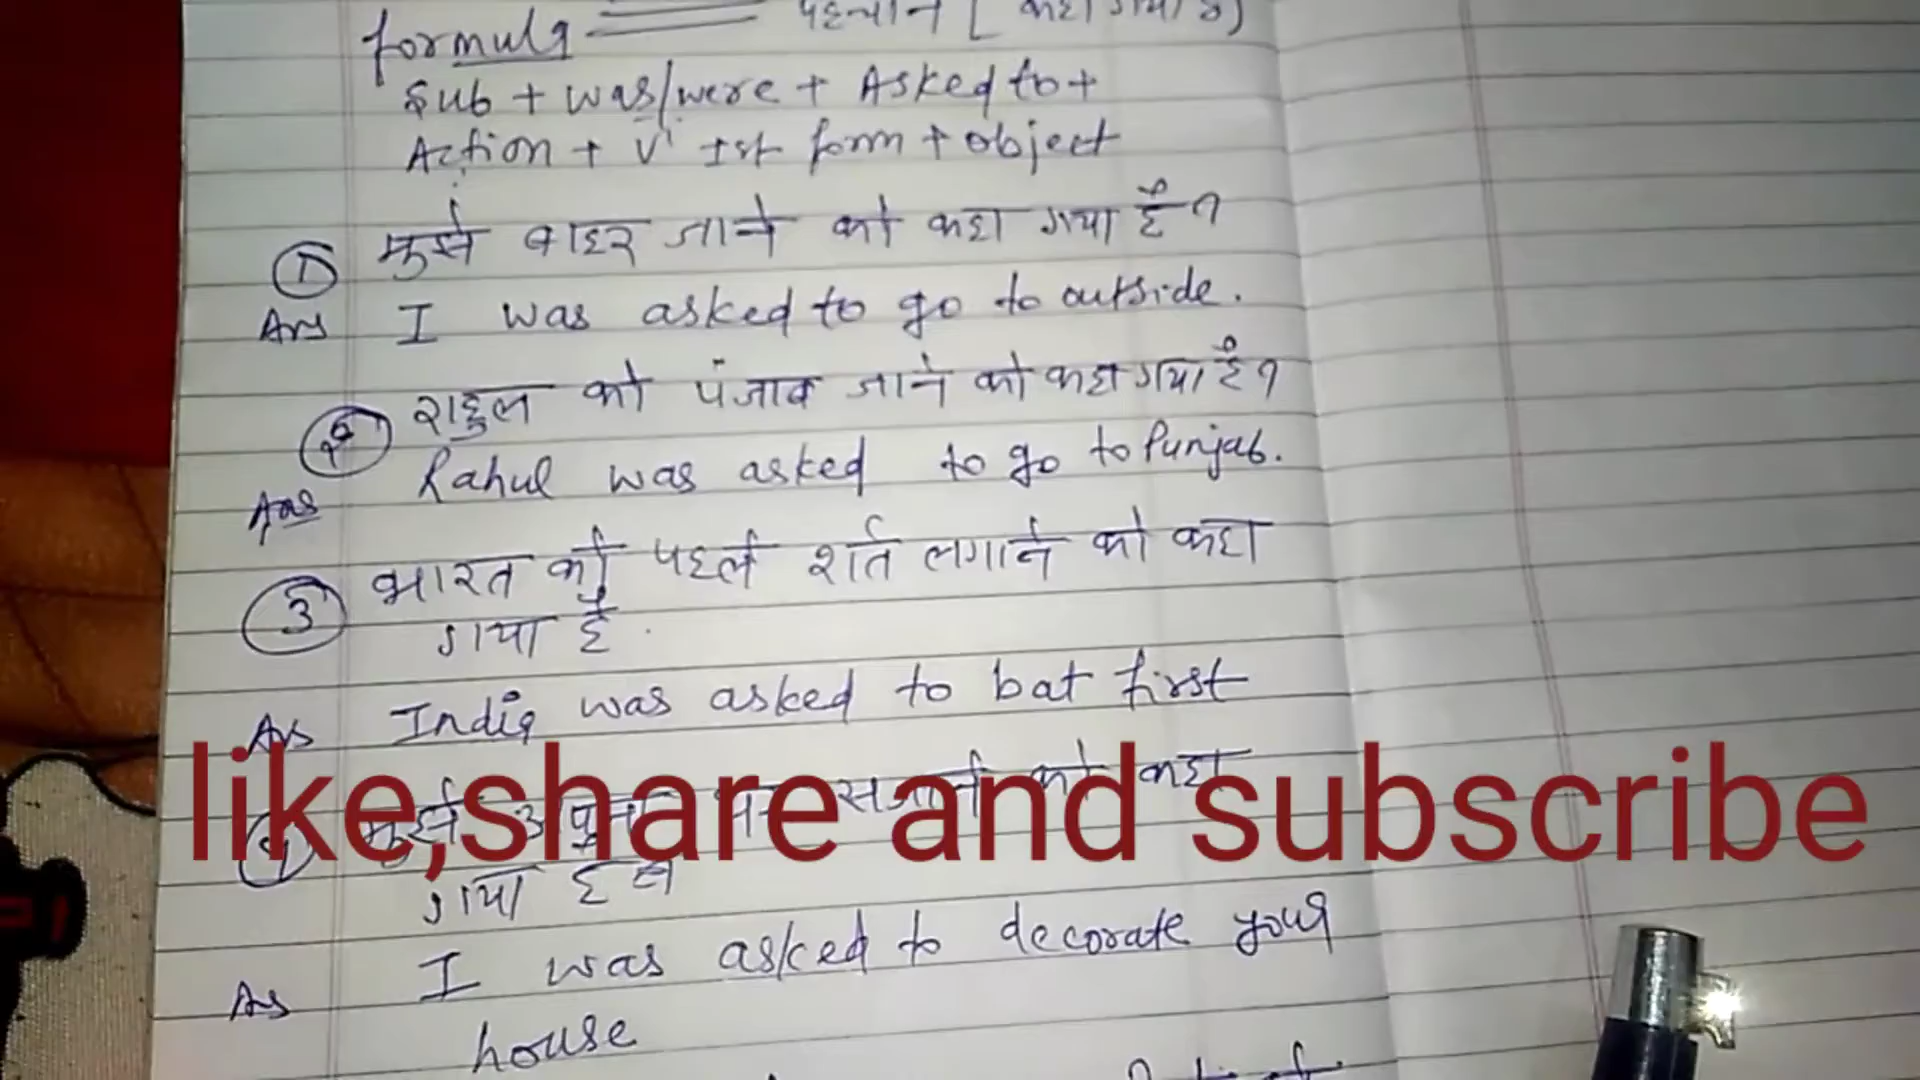 formula पहचान [ कहा गया है )
Sub + was/were + Asked to +
Action + V¹ Ist form + object
① मुझे बाहर जाने को कहा गया है ?
Ans I was asked to go to outside.
② राहुल को पंजाब जाने को कहा गया है ?
Ans Rahul was asked to go to Punjab.
③ भारत को पहले शर्त लगाने को कहा
गया है .
Ans India was asked to bat first
like,share and subscribe
④ मुझे कहा
गया है
Ans I was asked to decorate your
house